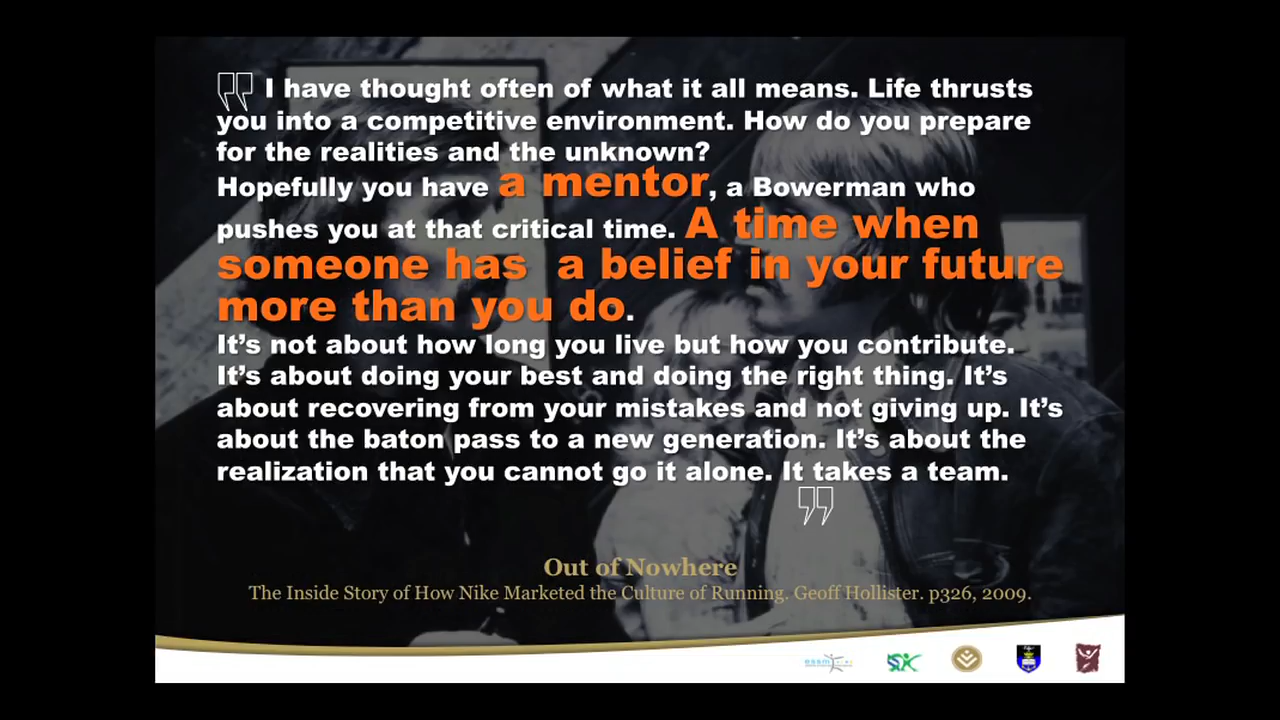 I have thought often of what it all means. Life thrusts
you into a competitive environment. How do you prepare
for the realities and the unknown?
Hopefully you have a mentor, a Bowerman who
pushes you at that critical time. A time when
someone has a belief in your future
more than you do.
It’s not about how long you live but how you contribute.
It’s about doing your best and doing the right thing. It’s
about recovering from your mistakes and not giving up. It’s
about the baton pass to a new generation. It’s about the
realization that you cannot go it alone. It takes a team.
Out of Nowhere
The Inside Story of How Nike Marketed the Culture of Running. Geoff Hollister. p326, 2009.
essm